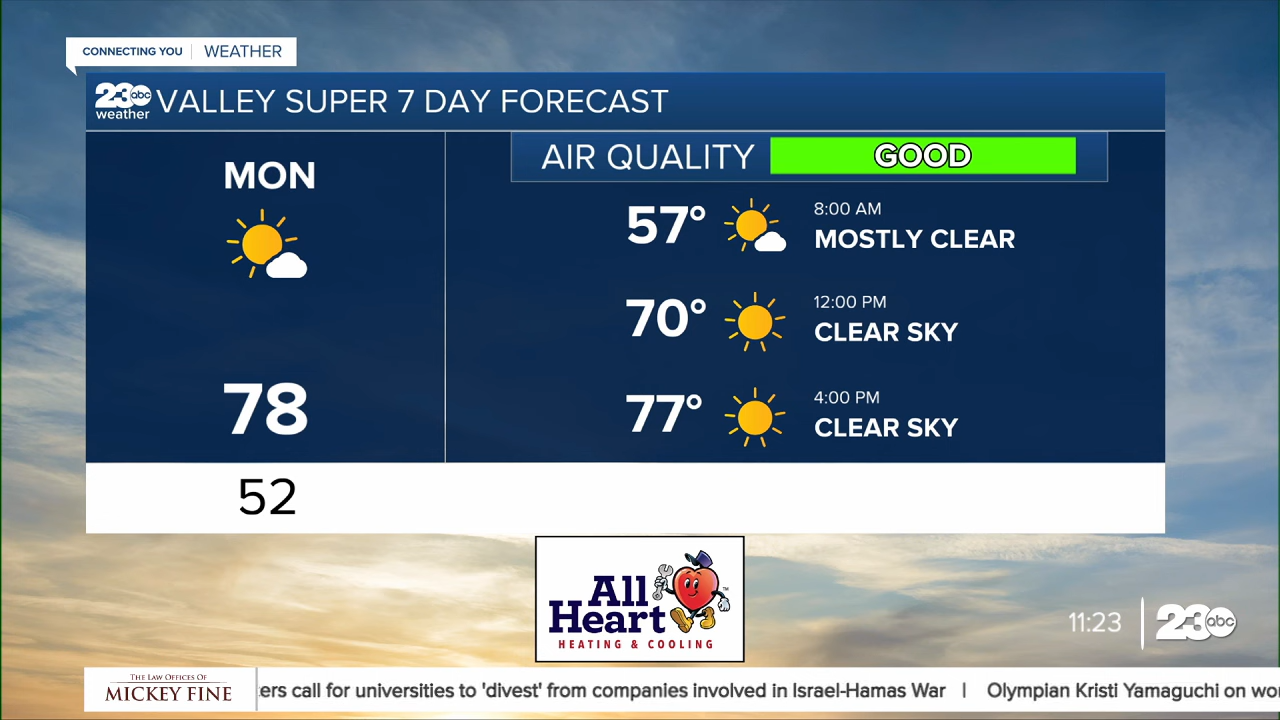 CONNECTING YOU | WEATHER
23 abc
weather
VALLEY SUPER 7 DAY FORECAST
MON
78
52
AIR QUALITY GOOD
57° 8:00 AM
MOSTLY CLEAR
70° 12:00 PM
CLEAR SKY
77° 4:00 PM
CLEAR SKY
All
Heart
™
HEATING & COOLING
11:23 23 abc
THE LAW OFFICES OF
MICKEY FINE
call for universities to 'divest' from companies involved in Israel-Hamas War | Olympian Kristi Yamaguchi on